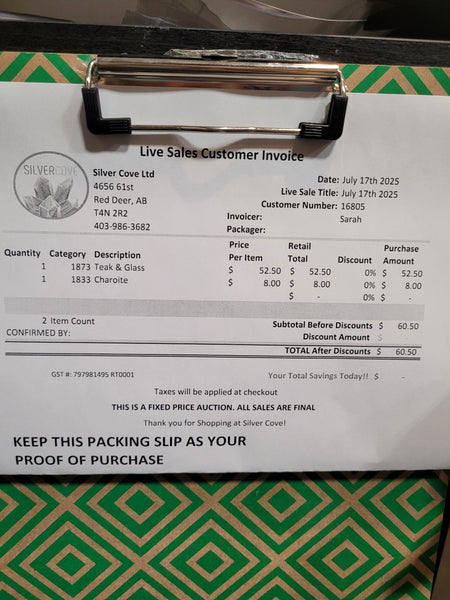 Live Sales Customer Invoice
SILVERCOVE
Silver Cove Ltd
4656 61st
Red Deer, AB
T4N 2R2
403-986-3682
Date: July 17th 2025
Live Sale Title: July 17th 2025
Customer Number: 16805
Invoicer: Sarah
Packager:
Quantity Category Description Price Per Item Retail Total Discount Purchase Amount
1 1873 Teak & Glass $ 52.50 $ 52.50 0% $ 52.50
1 1833 Charoite $ 8.00 $ 8.00 0% $ 8.00
$ - 0% $ -
2 Item Count
Subtotal Before Discounts $ 60.50
CONFIRMED BY:
Discount Amount $ -
TOTAL After Discounts $ 60.50
GST #: 797981495 RT0001
Your Total Savings Today!! $ -
Taxes will be applied at checkout
THIS IS A FIXED PRICE AUCTION. ALL SALES ARE FINAL
Thank you for Shopping at Silver Cove!
KEEP THIS PACKING SLIP AS YOUR
PROOF OF PURCHASE